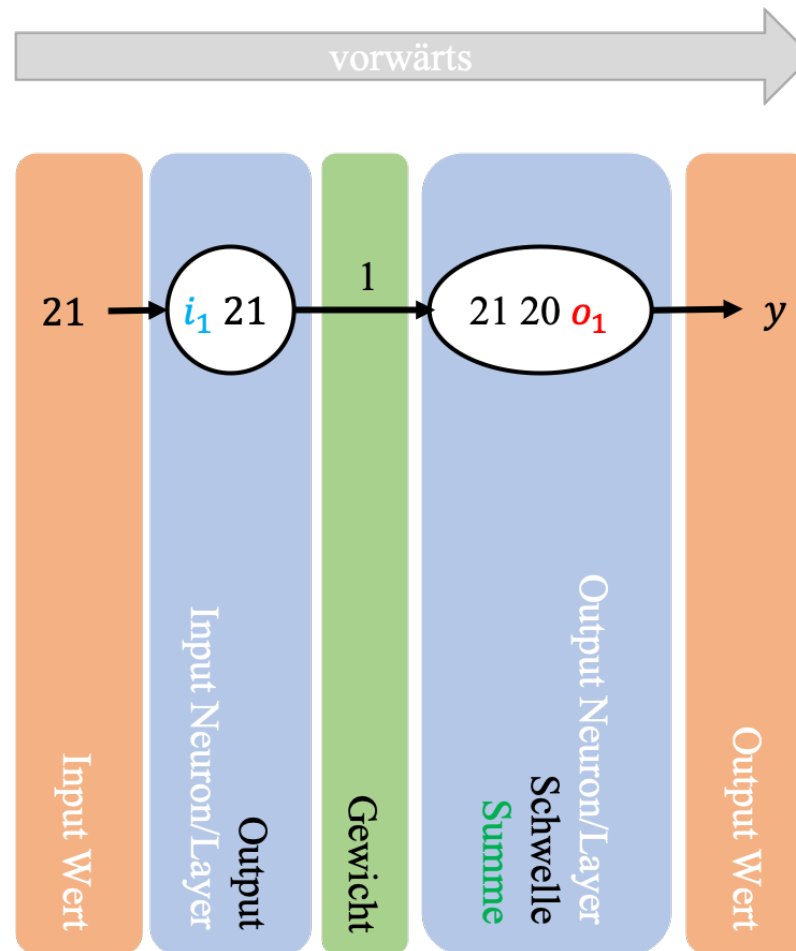 vorwärts
21
i₁ 21
1
21 20 o₁
y
Input Wert
Input Neuron/Layer
Output
Gewicht
Summe
Schwelle
Output Neuron/Layer
Output Wert